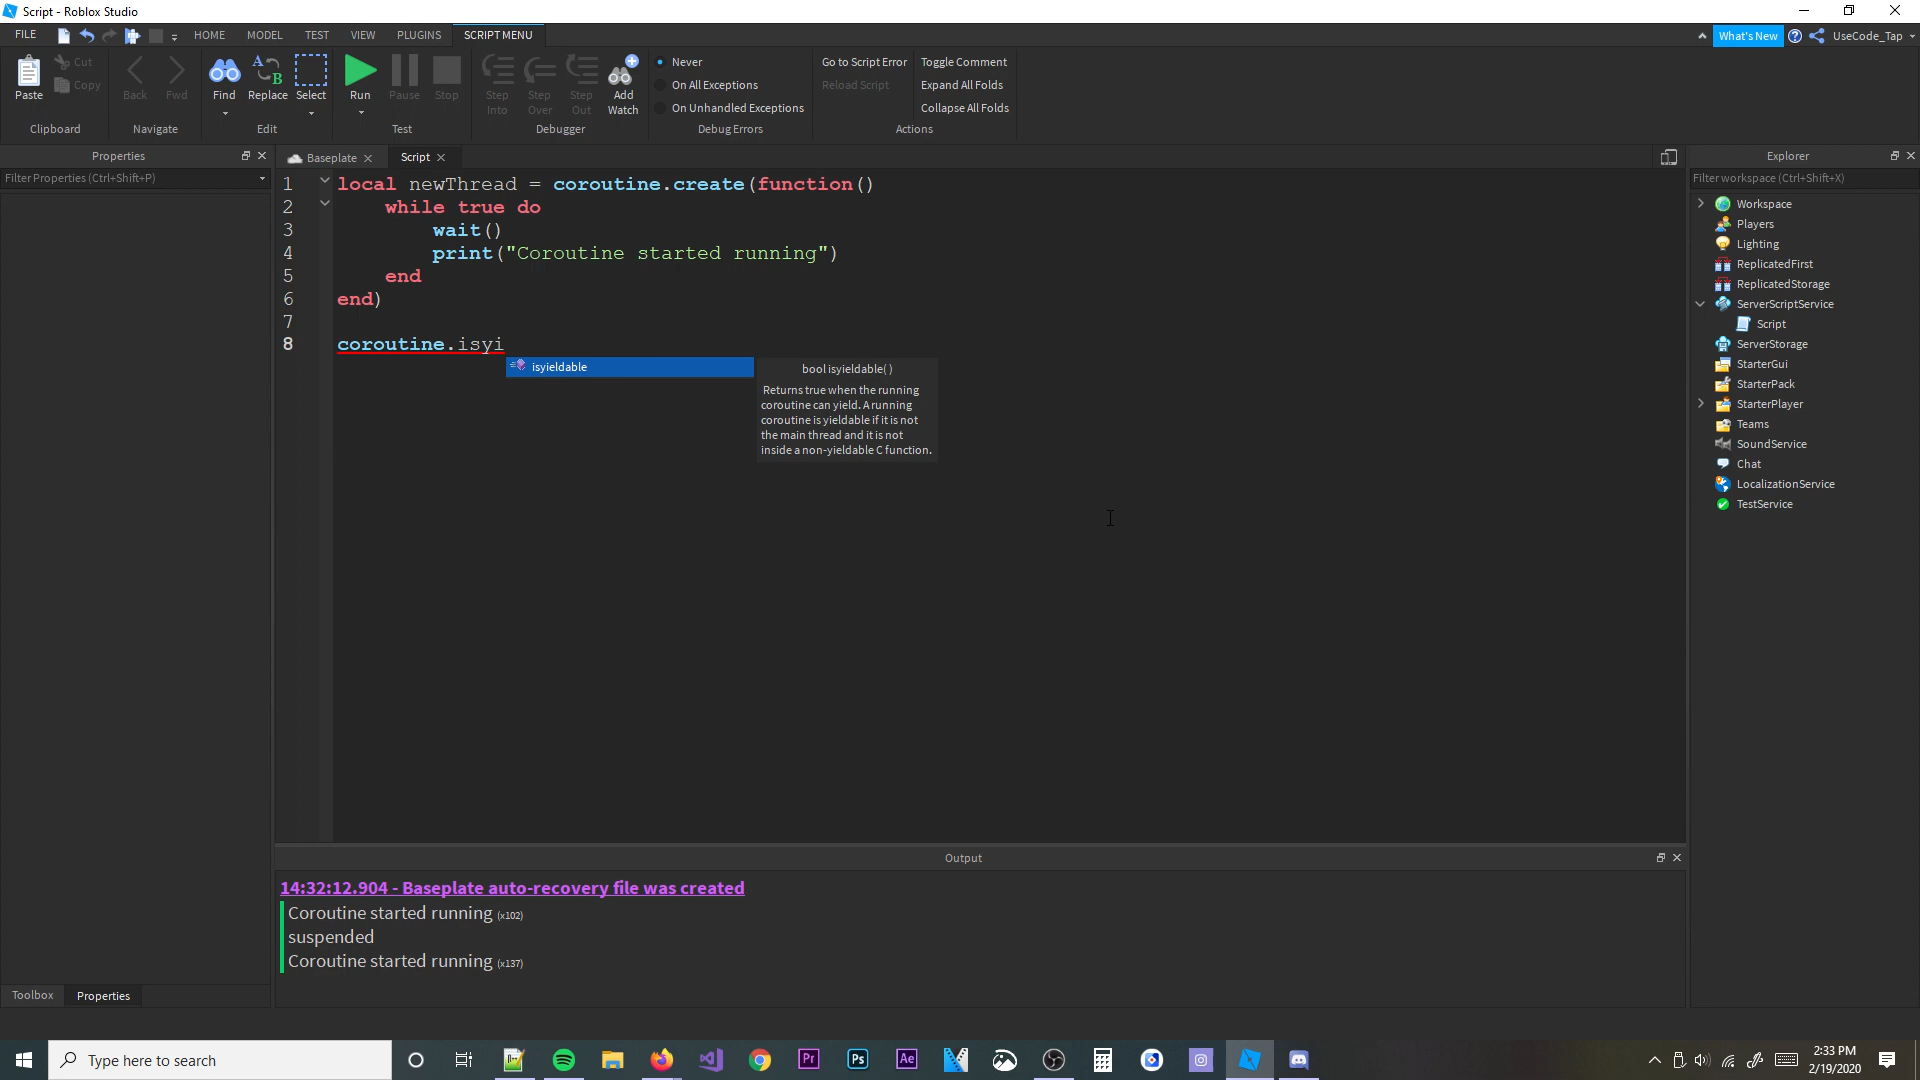 Script - Roblox Studio
FILE
HOME
MODEL
TEST
VIEW
PLUGINS
SCRIPT MENU
What's New
UseCode_Tap
Paste
Cut
Copy
Clipboard
Back
Fwd
Navigate
Find
Replace
Select
Edit
Run
Pause
Stop
Test
Step Into
Step Over
Step Out
Add Watch
Debugger
Never
On All Exceptions
On Unhandled Exceptions
Debug Errors
Go to Script Error
Reload Script
Toggle Comment
Expand All Folds
Collapse All Folds
Actions
Properties
Filter Properties (Ctrl+Shift+P)
Baseplate
Script
1 local newThread = coroutine.create(function()
2 while true do
3 wait()
4 print("Coroutine started running")
5 end
6 end)
7
8 coroutine.isyi
isyieldable
bool isyieldable()
Returns true when the running
coroutine can yield. A running
coroutine is yieldable if it is not
the main thread and it is not
inside a non-yieldable C function.
Explorer
Filter workspace (Ctrl+Shift+X)
Workspace
Players
Lighting
ReplicatedFirst
ReplicatedStorage
ServerScriptService
Script
ServerStorage
StarterGui
StarterPack
StarterPlayer
Teams
SoundService
Chat
LocalizationService
TestService
Output
14:32:12.904 - Baseplate auto-recovery file was created
Coroutine started running (x102)
suspended
Coroutine started running (x137)
Toolbox
Properties
Type here to search
Pr
Ps
Ae
2:33 PM
2/19/2020